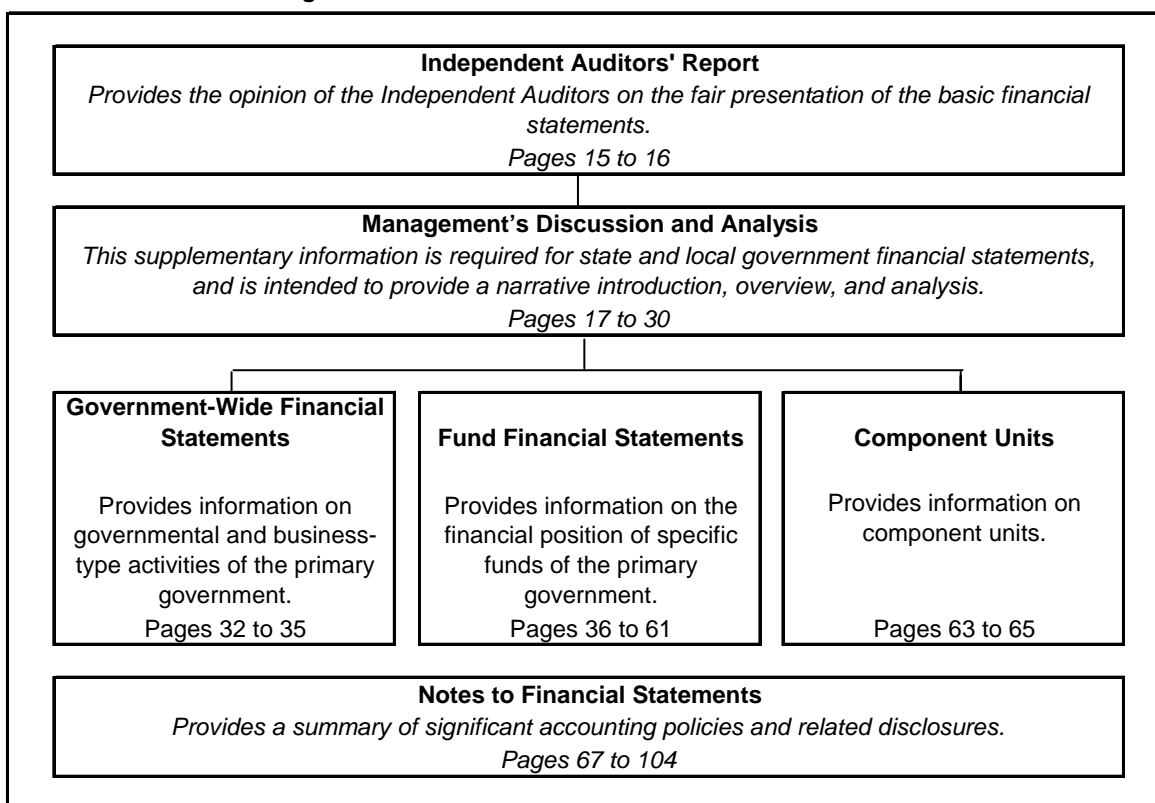 Independent Auditors' Report
Provides the opinion of the Independent Auditors on the fair presentation of the basic financial
statements.
Pages 15 to 16
Management’s Discussion and Analysis
This supplementary information is required for state and local government financial statements,
and is intended to provide a narrative introduction, overview, and analysis.
Pages 17 to 30
Government-Wide Financial
Statements
Provides information on
governmental and business-
type activities of the primary
government.
Pages 32 to 35
Fund Financial Statements
Provides information on the
financial position of specific
funds of the primary
government.
Pages 36 to 61
Component Units
Provides information on
component units.
Pages 63 to 65
Notes to Financial Statements
Provides a summary of significant accounting policies and related disclosures.
Pages 67 to 104